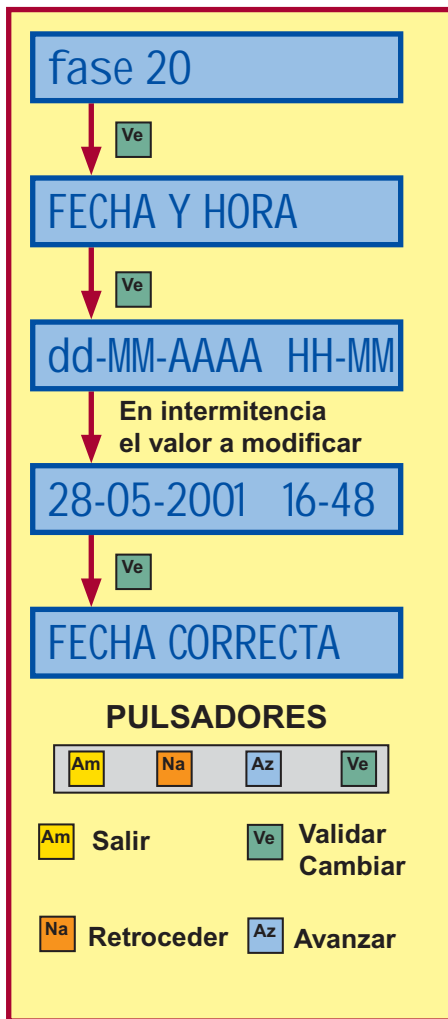 fase 20
Ve
FECHA Y HORA
Ve
dd-MM-AAAA HH-MM
En intermitencia
el valor a modificar
28-05-2001 16-48
Ve
FECHA CORRECTA
PULSADORES
Am Na Az Ve
Am Salir
Ve Validar
Cambiar
Na Retroceder
Az Avanzar